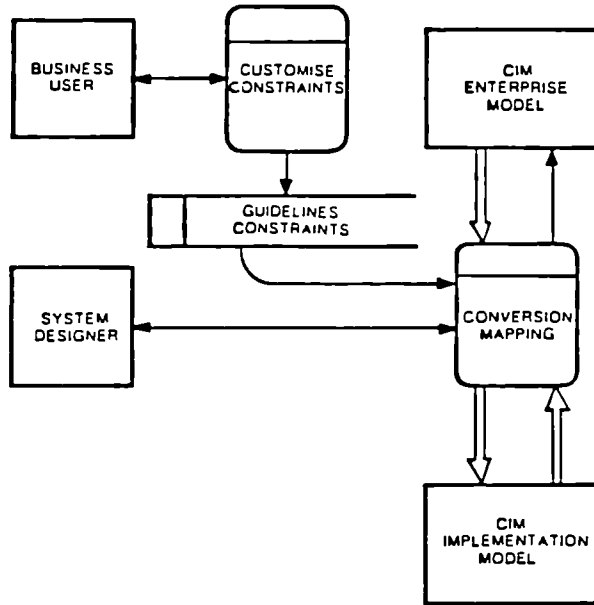 BUSINESS
USER
CUSTOMISE
CONSTRAINTS
CIM
ENTERPRISE
MODEL
GUIDELINES
CONSTRAINTS
SYSTEM
DESIGNER
CONVERSION
MAPPING
CIM
IMPLEMENTATION
MODEL